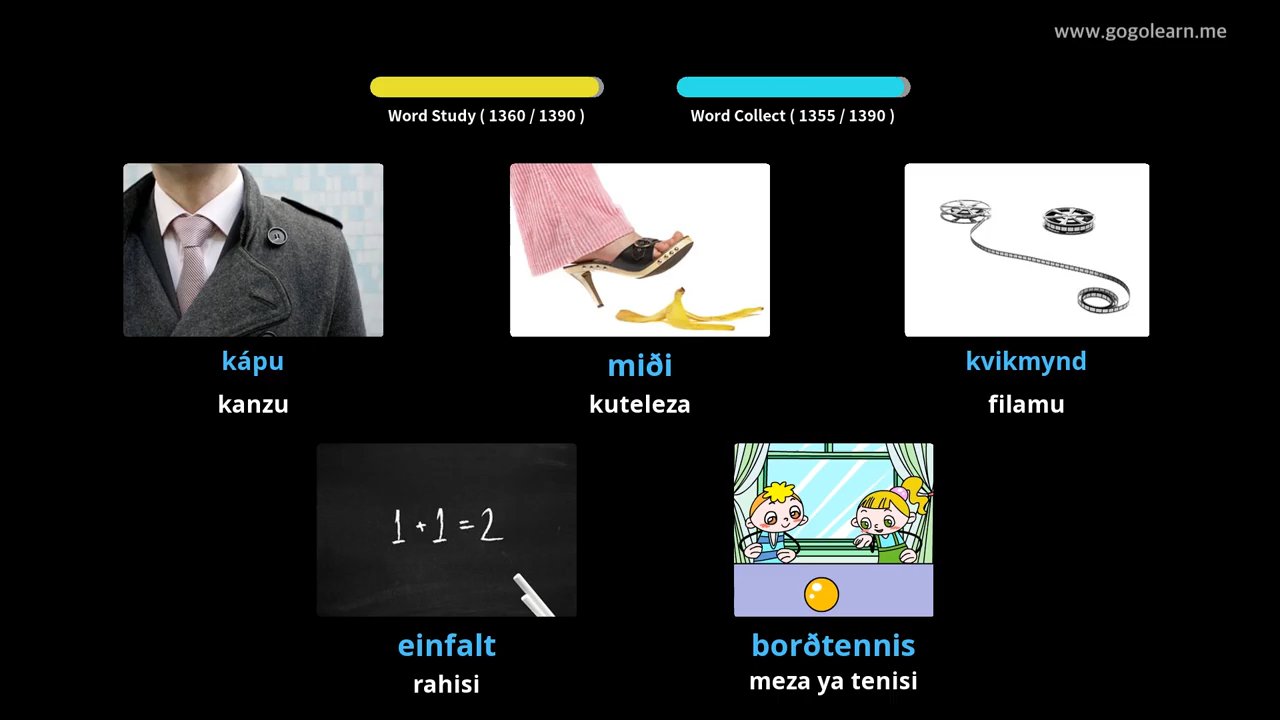 www.gogolearn.me
Word Study ( 1360 / 1390 )
Word Collect ( 1355 / 1390 )
kápu
miði
kvikmynd
kanzu
kuteleza
filamu
1 + 1 = 2
einfalt
borðtennis
rahisi
meza ya tenisi